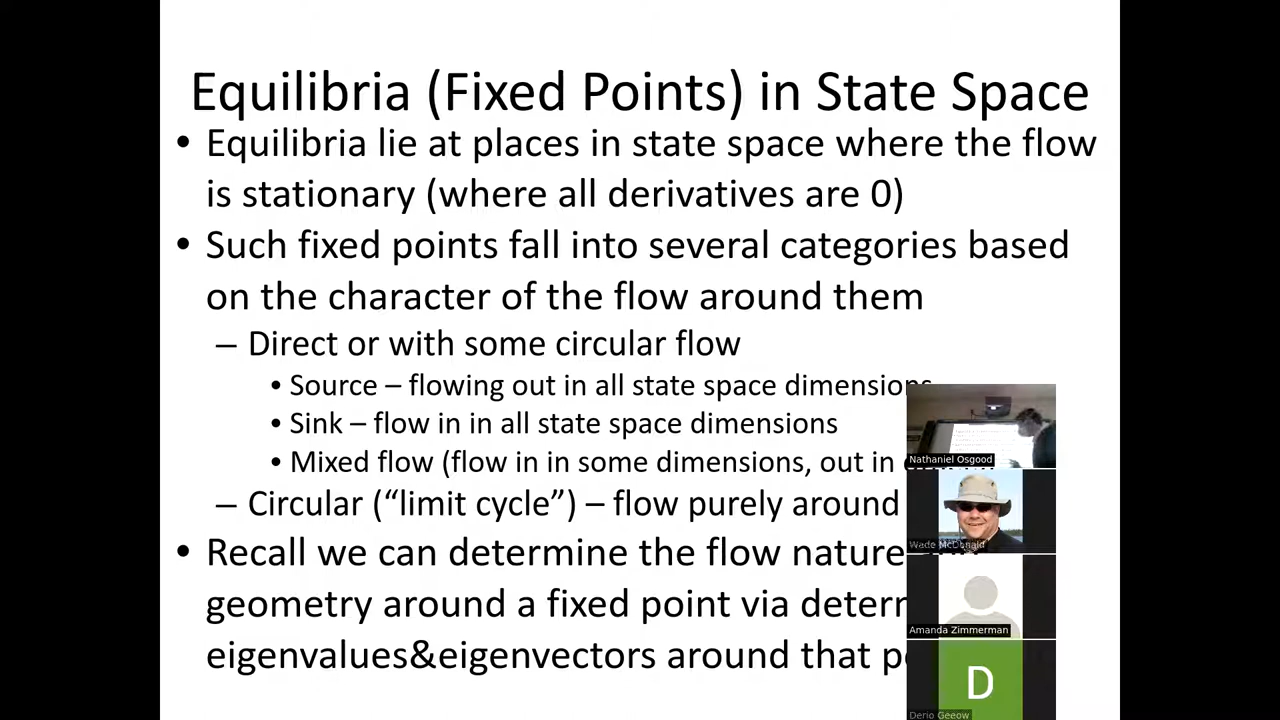 Equilibria (Fixed Points) in State Space
• Equilibria lie at places in state space where the flow
is stationary (where all derivatives are 0)
• Such fixed points fall into several categories based
on the character of the flow around them
– Direct or with some circular flow
• Source – flowing out in all state space dimensions
• Sink – flow in in all state space dimensions
• Mixed flow (flow in in some dimensions, out in
– Circular (“limit cycle”) – flow purely around
• Recall we can determine the flow nature
geometry around a fixed point via
eigenvalues&eigenvectors around that
Nathaniel Osgood
Wade McDonald
Amanda Zimmerman
D
Derio Geeow